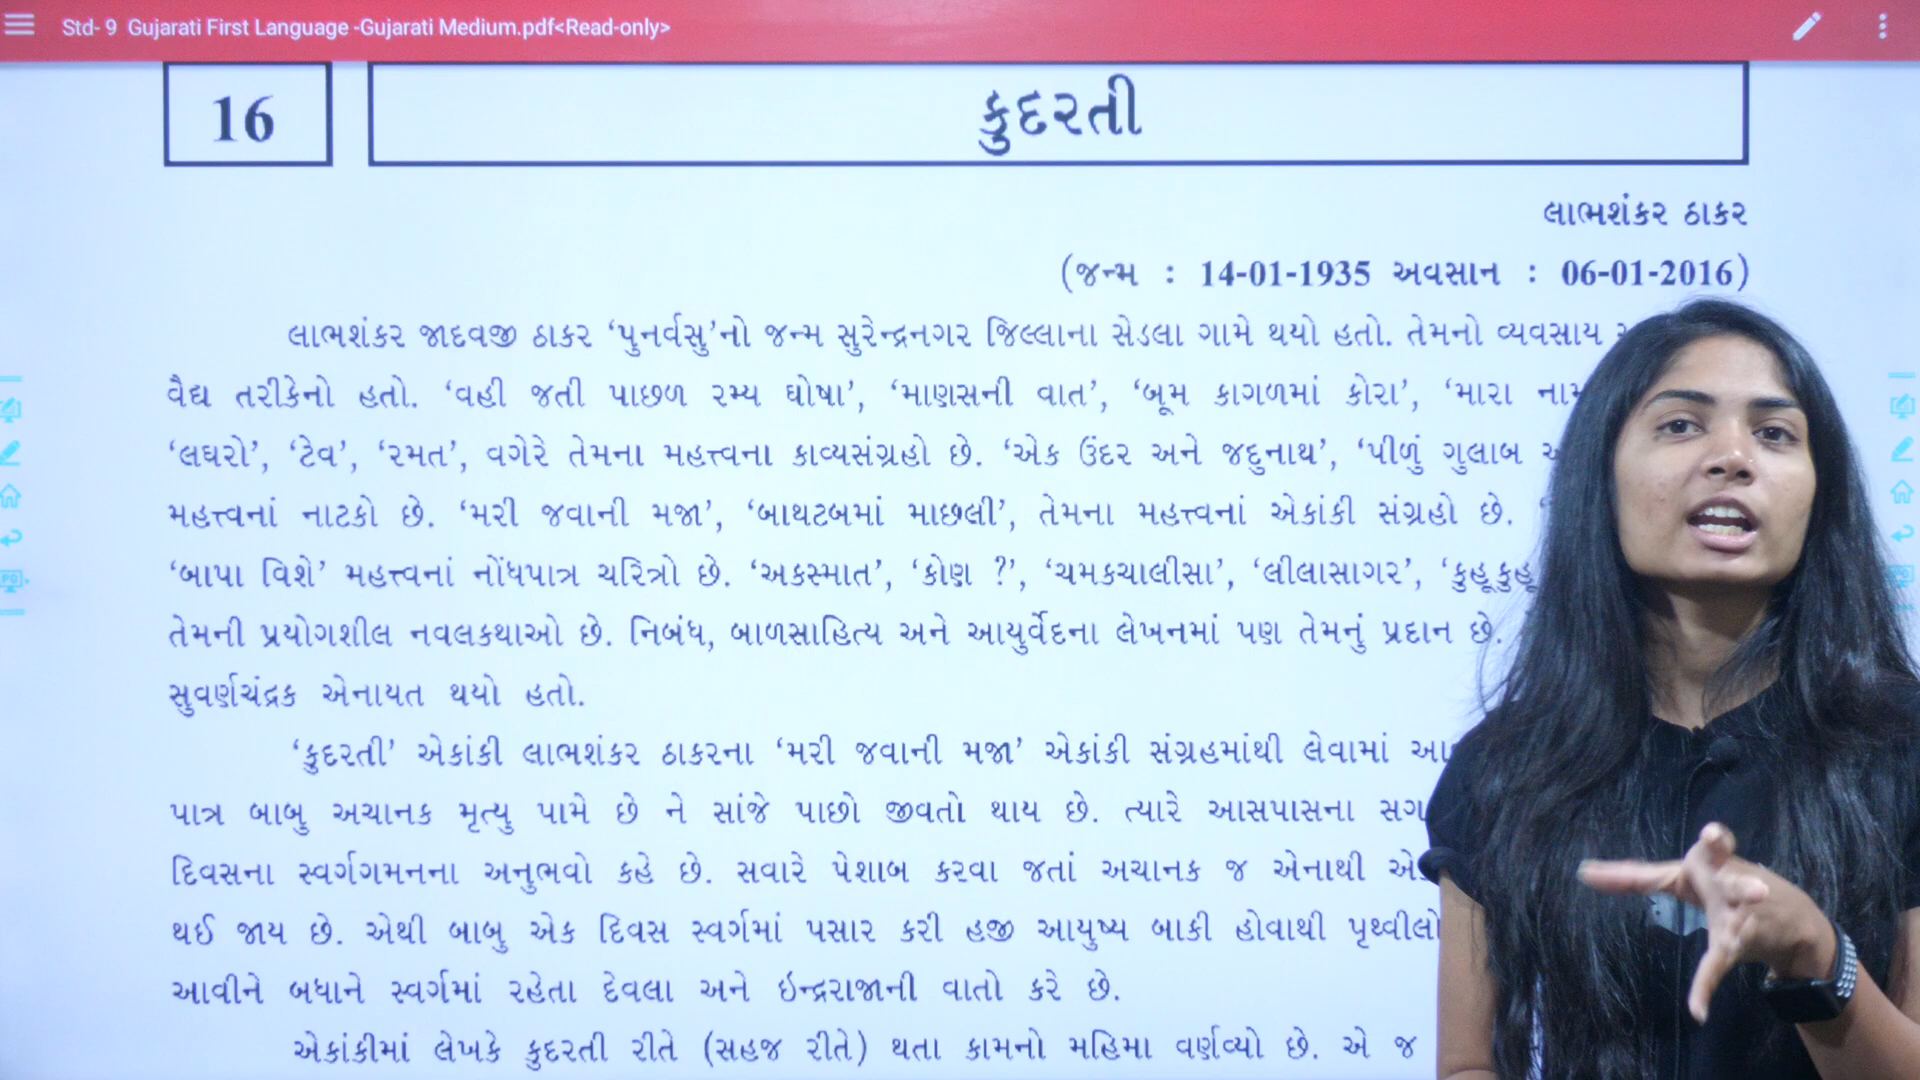 Std- 9 Gujarati First Language -Gujarati Medium.pdf<Read-only>
16
કુદરતી
લાભશંકર ઠાકર
(જન્મ : 14-01-1935 અવસાન : 06-01-2016)
લાભશંકર જાદવજી ઠાકર ‘પુનર્વસુ’નો જન્મ સુરેન્દ્રનગર જિલ્લાના સેડલા ગામે થયો હતો. તેમનો વ્યવસાય
વૈદ્ય તરીકેનો હતો. ‘વહી જતી પાછળ રમ્ય ઘોષા’, ‘માણસની વાત’, ‘બૂમ કાગળમાં કોરા’, ‘મારા
‘લઘરો’, ‘ટેવ’, ‘રમત’, વગેરે તેમના મહત્ત્વના કાવ્યસંગ્રહો છે. ‘એક ઉંદર અને જદુનાથ’, ‘પીળું ગુલાબ
મહત્ત્વનાં નાટકો છે. ‘મરી જવાની મજા’, ‘બાથટબમાં માછલી’, તેમના મહત્ત્વનાં એકાંકી સંગ્રહો છે.
‘બાપા વિશે’ મહત્ત્વનાં નોંધપાત્ર ચરિત્રો છે. ‘અકસ્માત’, ‘કોણ ?’, ‘ચમકચાલીસા’, ‘લીલાસાગર’,
તેમની પ્રયોગશીલ નવલકથાઓ છે. નિબંધ, બાળસાહિત્ય અને આયુર્વેદના લેખનમાં પણ તેમનું પ્રદાન છે.
સુવર્ણચંદ્રક એનાયત થયો હતો.
‘કુદરતી’ એકાંકી લાભશંકર ઠાકરના ‘મરી જવાની મજા’ એકાંકી સંગ્રહમાંથી લેવામાં
પાત્ર બાબુ અચાનક મૃત્યુ પામે છે ને સાંજે પાછો જીવતો થાય છે. ત્યારે આસપાસના
દિવસના સ્વર્ગગમનના અનુભવો કહે છે. સવારે પેશાબ કરવા જતાં અચાનક જ એનાથી
થઈ જાય છે. એથી બાબુ એક દિવસ સ્વર્ગમાં પસાર કરી હજી આયુષ્ય બાકી હોવાથી
આવીને બધાને સ્વર્ગમાં રહેતા દેવલા અને ઇન્દ્રરાજાની વાતો કરે છે.
એકાંકીમાં લેખકે કુદરતી રીતે (સહજ રીતે) થતા કામનો મહિમા વર્ણવ્યો છે. એ જ